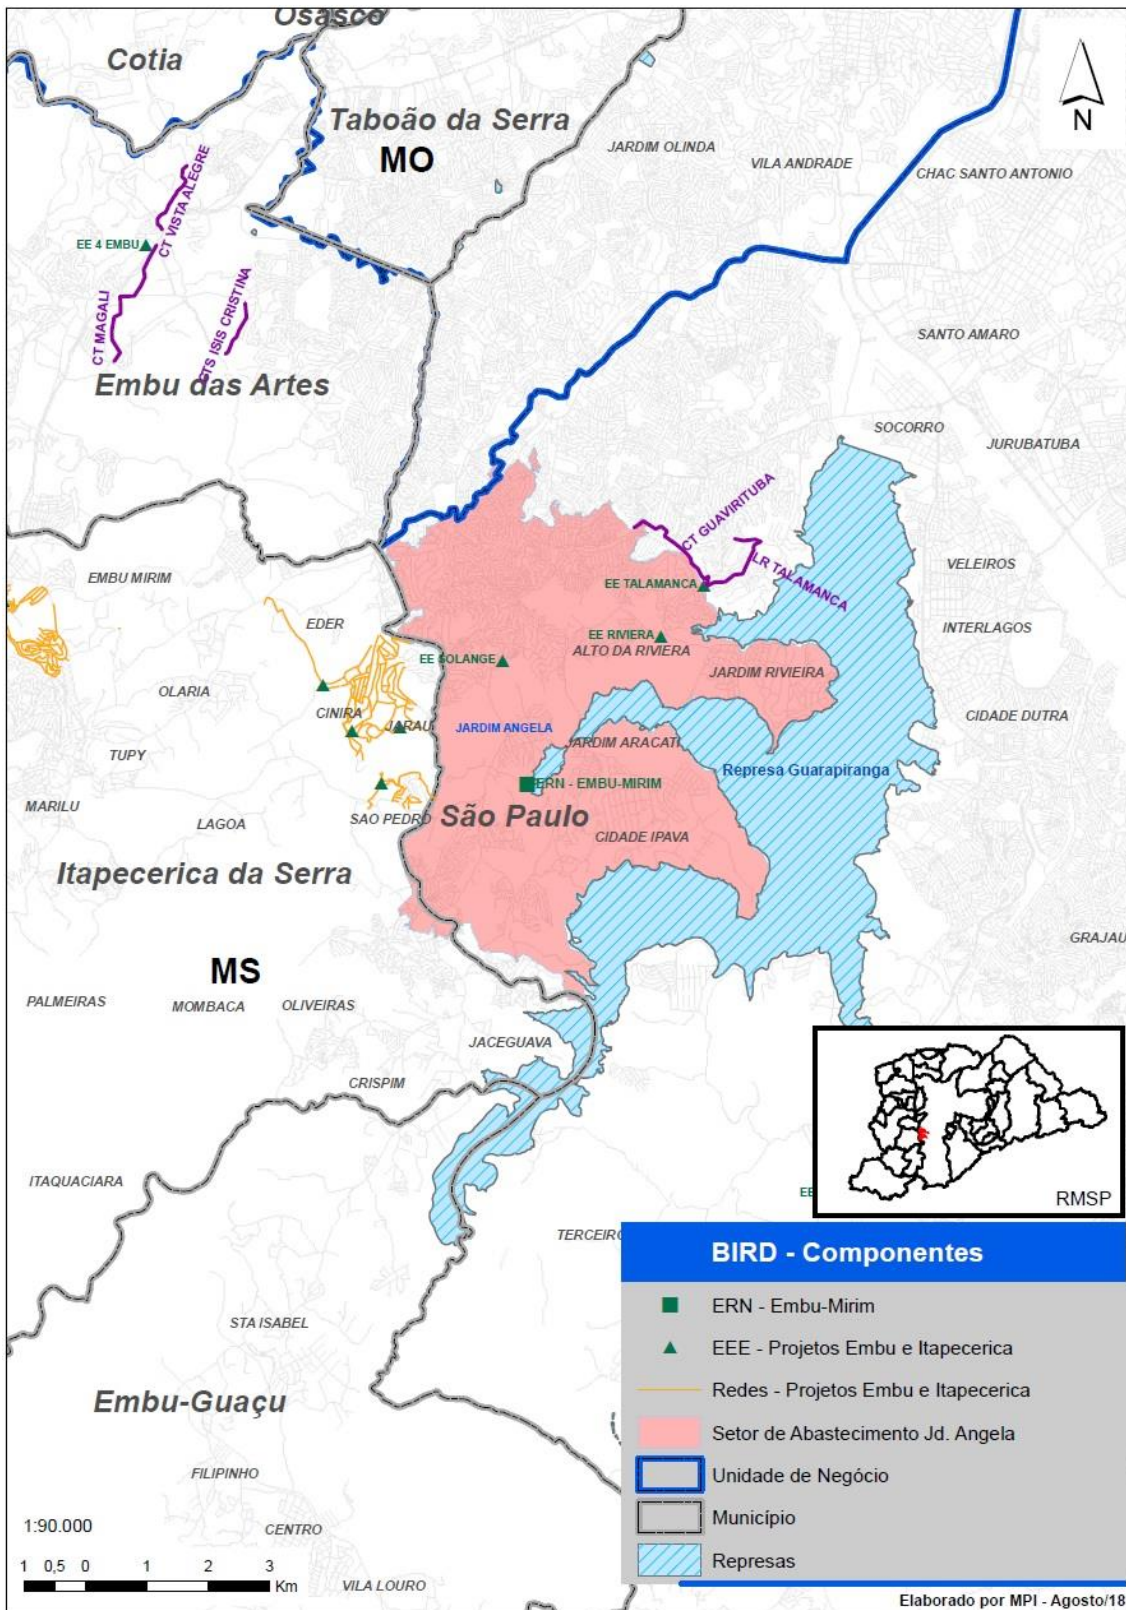 Osasco
Cotia
Taboão da Serra
MO
N
JARDIM OLINDA
VILA ANDRADE
CHAC SANTO ANTONIO
CT VISTA ALEGRE
EE 4 EMBU
CT MAGALI
CTS ISIS CRISTINA
SANTO AMARO
Embu das Artes
SOCORRO
JURUBATUBA
CT GUAVIRITUBA
LR TALAMANCA
VELEIROS
EMBU MIRIM
EE TALAMANCA
EDER
INTERLAGOS
EE RIVIERA
ALTO DA RIVIERA
EE SOLANGE
JARDIM RIVIEIRA
OLARIA
CINIRA
JARAU
JARDIM ANGELA
CIDADE DUTRA
JARDIM ARACATI
TUPY
Represa Guarapiranga
ERN - EMBU-MIRIM
MARILU
LAGOA
SAO PEDRO
São Paulo
CIDADE IPAVA
Itapecerica da Serra
GRAJAU
MS
PALMEIRAS
MOMBACA
OLIVEIRAS
JACEGUAVA
CRISPIM
ITAQUACIARA
EE
RMSP
TERCEIRO
BIRD - Componentes
ERN - Embu-Mirim
EEE - Projetos Embu e Itapecerica
Redes - Projetos Embu e Itapecerica
Setor de Abastecimento Jd. Angela
Unidade de Negócio
Município
Represas
STA ISABEL
Embu-Guaçu
FILIPINHO
CENTRO
VILA LOURO
1:90.000
1 0,5 0 1 2 3
Km
Elaborado por MPI - Agosto/18